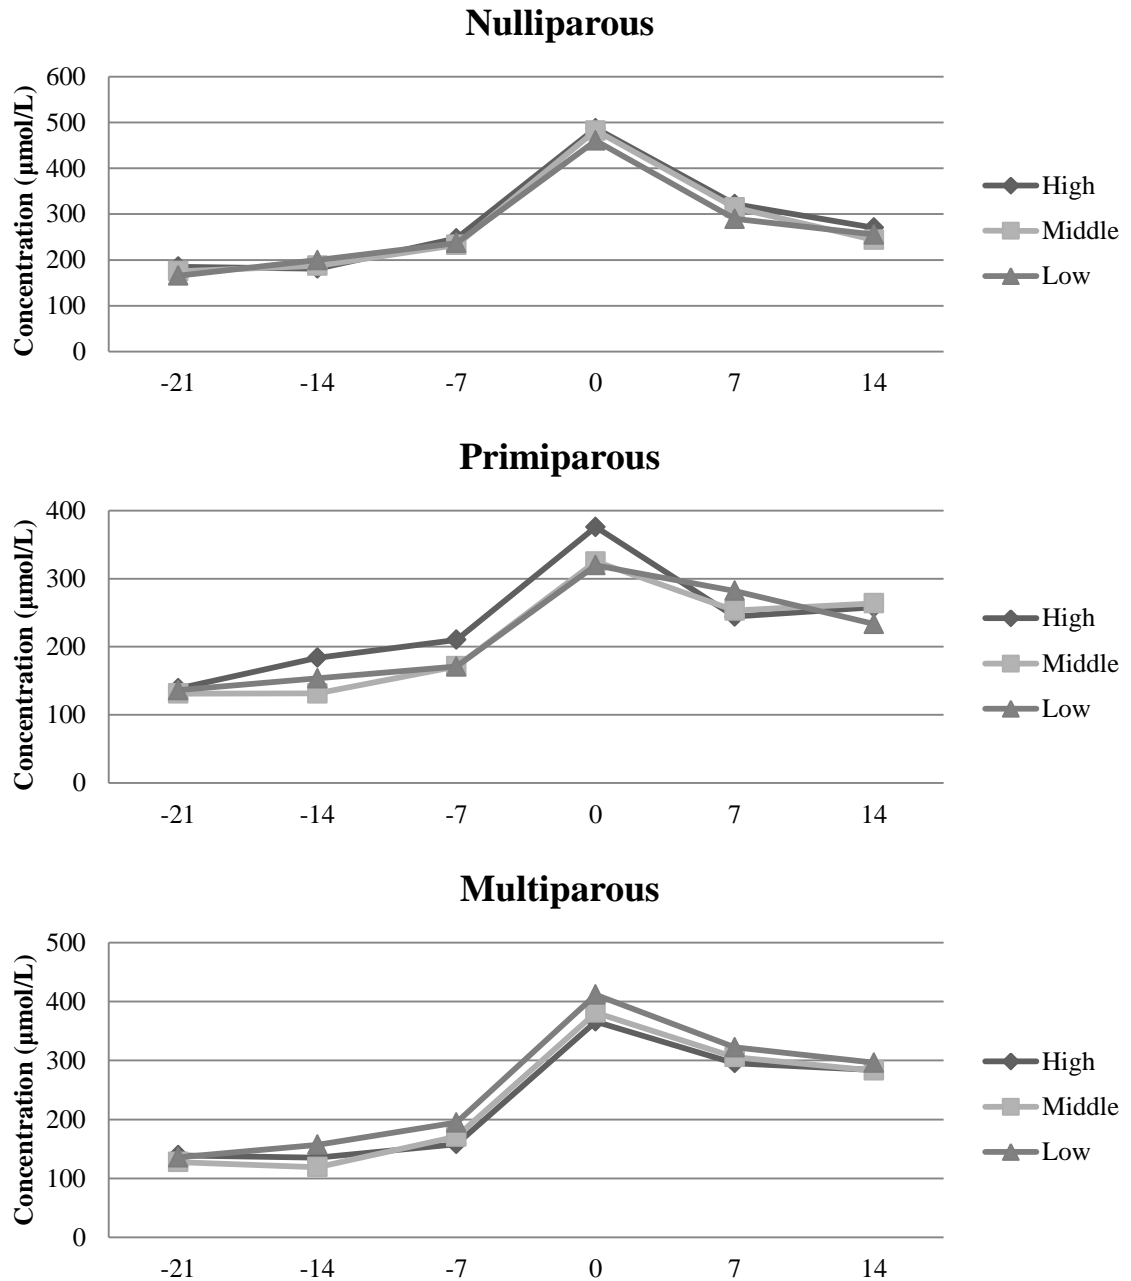 Nulliparous
Concentration (µmol/L)
600
500
400
300
200
100
0
-21 -14 -7 0 7 14
High
Middle
Low
Primiparous
Concentration (µmol/L)
400
300
200
100
0
-21 -14 -7 0 7 14
High
Middle
Low
Multiparous
Concentration (µmol/L)
500
400
300
200
100
0
-21 -14 -7 0 7 14
High
Middle
Low